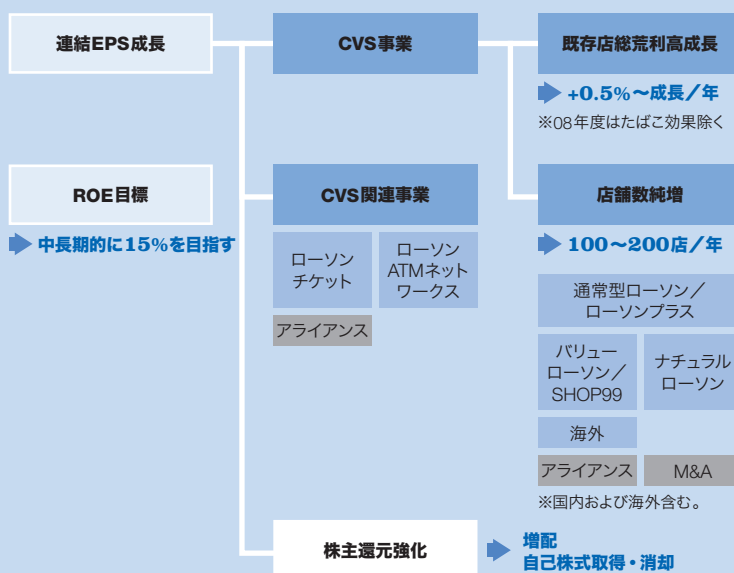 連結EPS成長
ROE目標
中長期的に15%を目指す
CVS事業
CVS関連事業
ローソン
チケット
ローソン
ATMネット
ワークス
アライアンス
株主還元強化
増配
自己株式取得・消却
既存店総荒利高成長
+0.5%〜成長／年
※08年度はたばこ効果除く
店舗数純増
100〜200店／年
通常型ローソン／
ローソンプラス
バリュー
ローソン／
SHOP99
ナチュラル
ローソン
海外
アライアンス
M&A
※国内および海外含む。